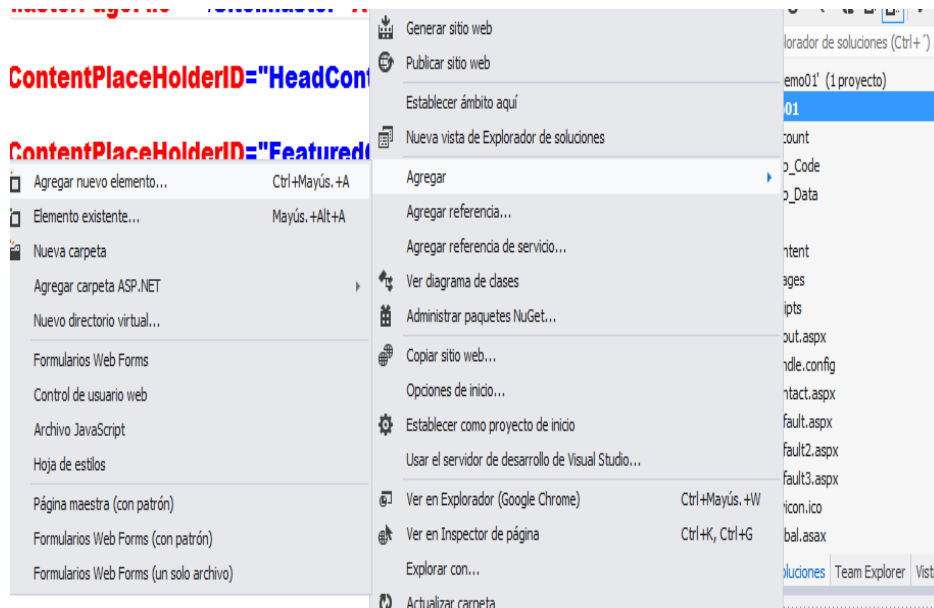 ContentPlaceHolderID="HeadCont
ContentPlaceHolderID="Featured
Agregar nuevo elemento... Ctrl+Mayús.+A
Elemento existente... Mayús.+Alt+A
Nueva carpeta
Agregar carpeta ASP.NET
Nuevo directorio virtual...
Formularios Web Forms
Control de usuario web
Archivo JavaScript
Hoja de estilos
Página maestra (con patrón)
Formularios Web Forms (con patrón)
Formularios Web Forms (un solo archivo)
Generar sitio web
Publicar sitio web
Establecer ámbito aquí
Nueva vista de Explorador de soluciones
Agregar
Agregar referencia...
Agregar referencia de servicio...
Ver diagrama de clases
Administrar paquetes NuGet...
Copiar sitio web...
Opciones de inicio...
Establecer como proyecto de inicio
Usar el servidor de desarrollo de Visual Studio...
Ver en Explorador (Google Chrome) Ctrl+Mayús.+W
Ver en Inspector de página Ctrl+K, Ctrl+G
Explorar con...
Actualizar carpeta
lorador de soluciones (Ctrl+´)
emo01' (1 proyecto)
01
count
p_Code
p_Data
ntent
ages
ipts
out.aspx
ndle.config
ntact.aspx
fault.aspx
fault2.aspx
fault3.aspx
icon.ico
bal.asax
luciones Team Explorer Vist